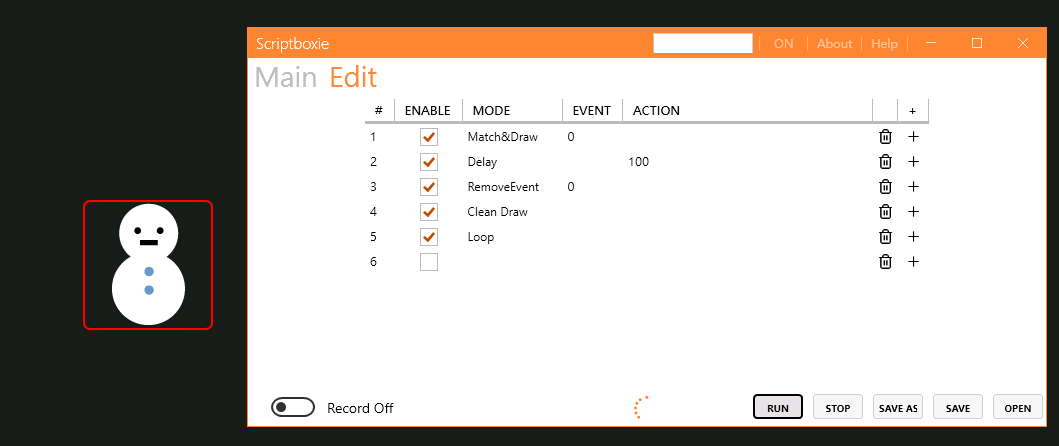 Scriptboxie
ON About Help
Main Edit
# ENABLE MODE EVENT ACTION +
1 Match&Draw 0
2 Delay 100
3 RemoveEvent 0
4 Clean Draw
5 Loop
6
Record Off RUN STOP SAVE AS SAVE OPEN